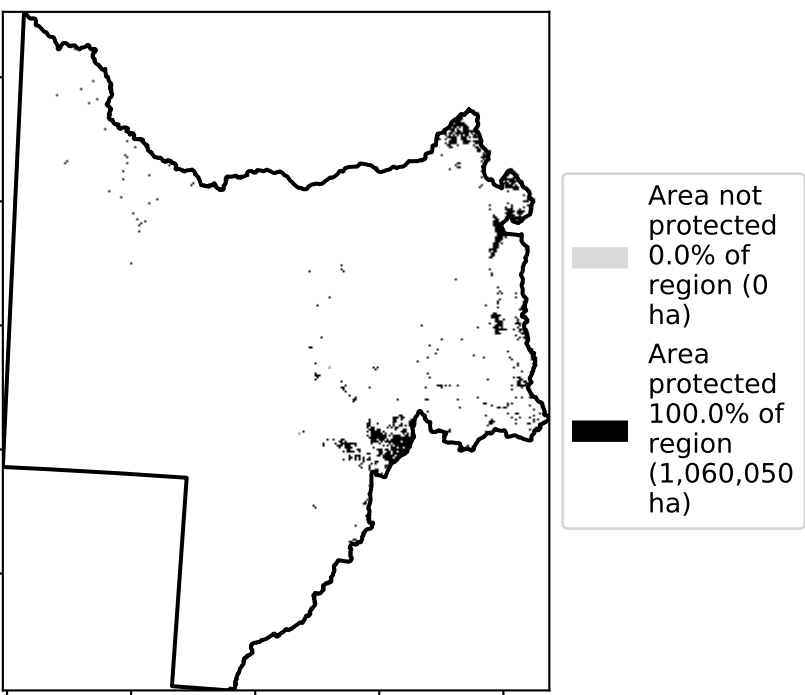 Area not
protected
0.0% of
region (0
ha)
Area
protected
100.0% of
region
(1,060,050
ha)